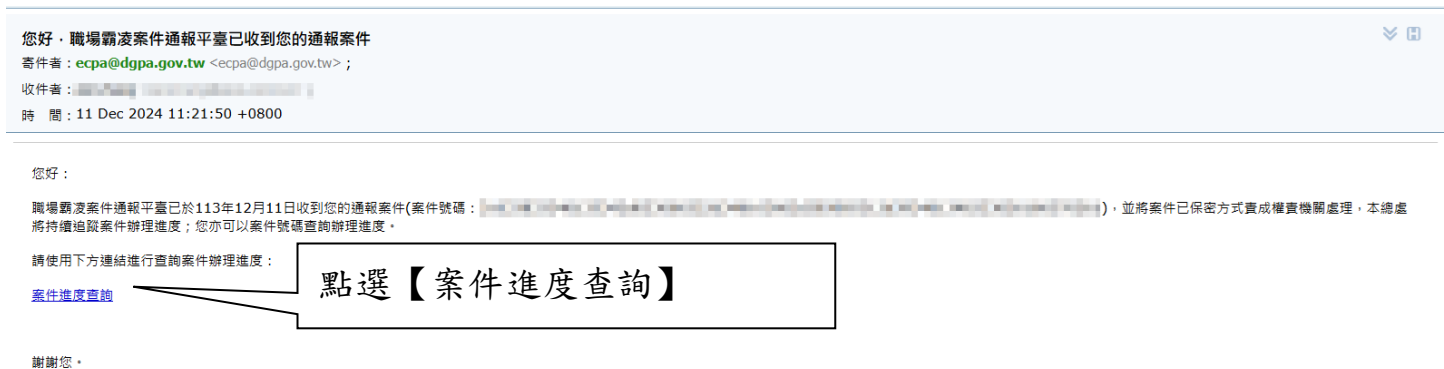 您好，職場霸凌案件通報平臺已收到您的通報案件
寄件者：ecpa@dgpa.gov.tw <ecpa@dgpa.gov.tw> ;
收件者：
時 間：11 Dec 2024 11:21:50 +0800
您好：
職場霸凌案件通報平臺已於113年12月11日收到您的通報案件(案件號碼：)，並將案件已保密方式責成權責機關處理，本總處
將持續追蹤案件辦理進度；您亦可以案件號碼查詢辦理進度。
請使用下方連結進行查詢案件辦理進度：
案件進度查詢
點選【案件進度查詢】
謝謝您。